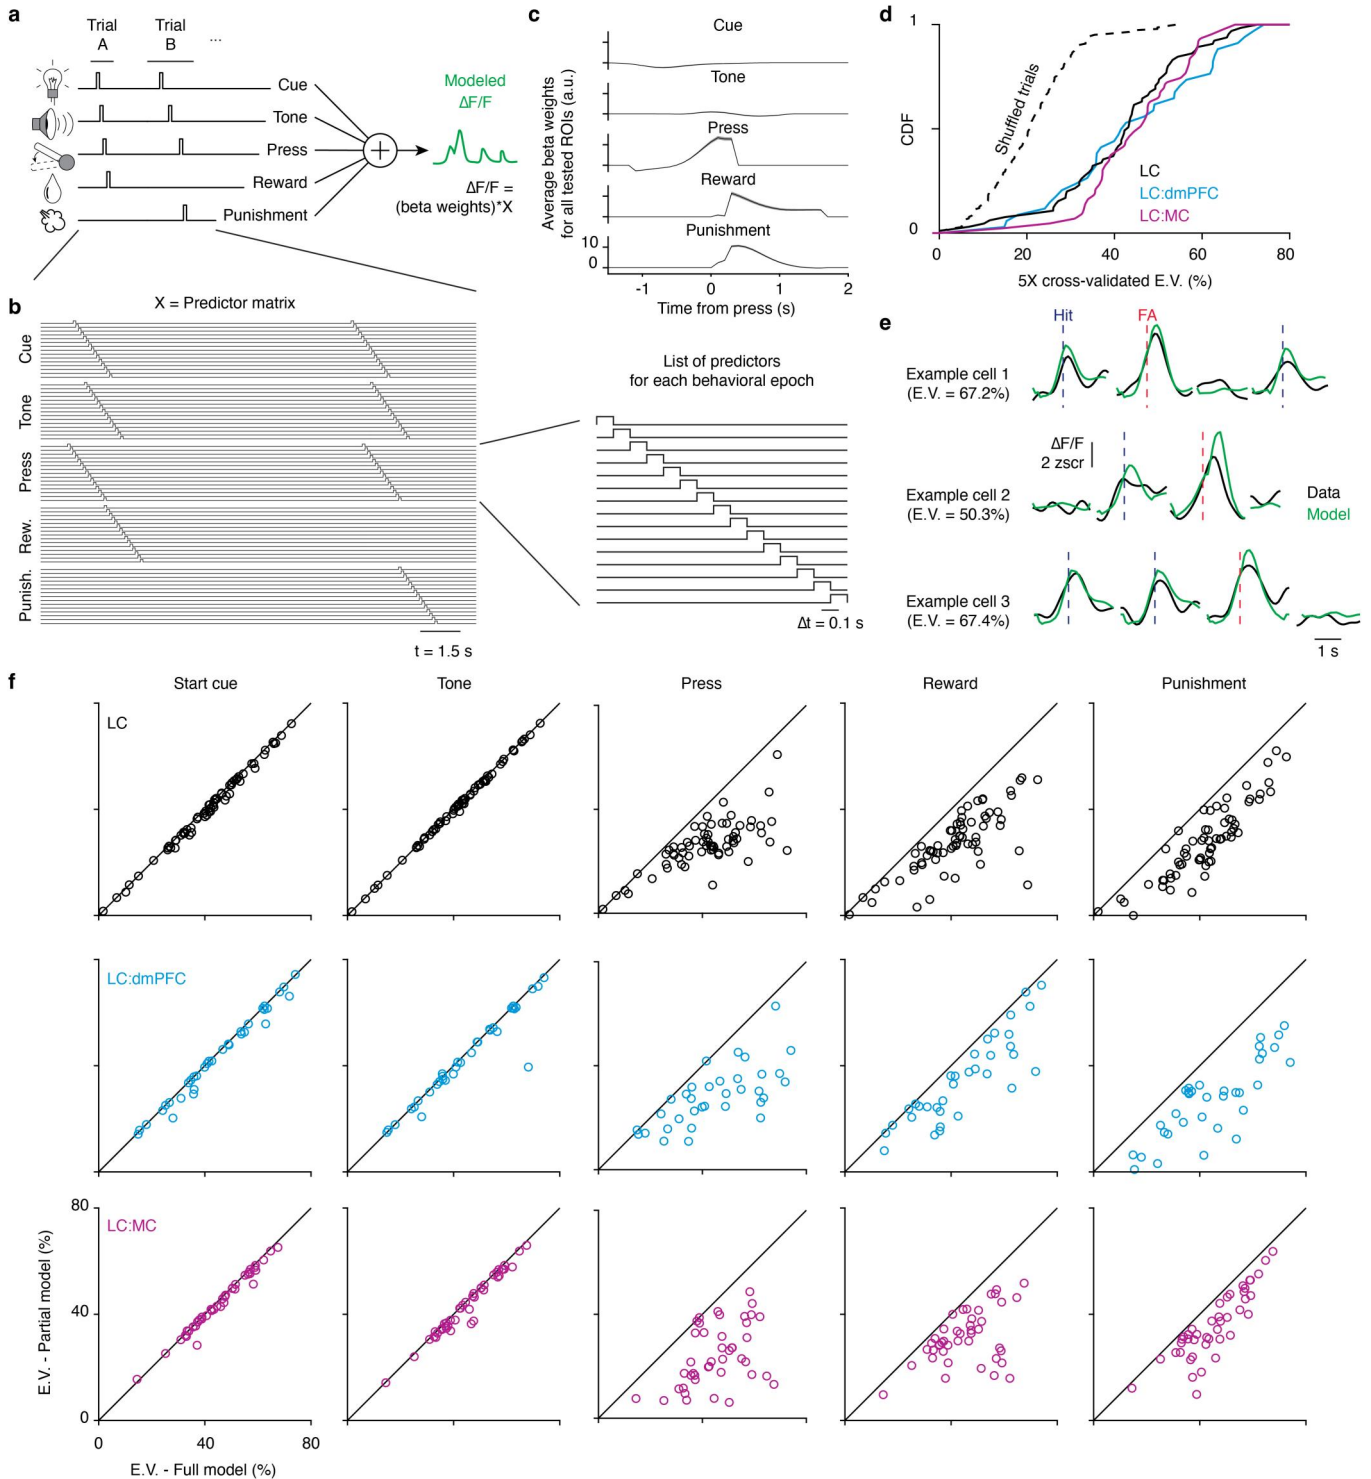 a
Trial
A
Trial
B
...
Cue
Tone
Press
Reward
Punishment
+
Modeled
ΔF/F
ΔF/F =
(beta weights)*X
b
X = Predictor matrix
Cue
Tone
Press
Rew.
Punish.
t = 1.5 s
List of predictors
for each behavioral epoch
Δt = 0.1 s
c
Average beta weights
for all tested ROIs (a.u.)
Cue
Tone
Press
Reward
Punishment
10
0
-1
0
1
2
Time from press (s)
d
CDF
1
0
Shuffled trials
LC
LC:dmPFC
LC:MC
0
20
40
60
80
5X cross-validated E.V. (%)
e
Hit
FA
Example cell 1
(E.V. = 67.2%)
ΔF/F
2 zscr
Example cell 2
(E.V. = 50.3%)
Data
Model
Example cell 3
(E.V. = 67.4%)
1 s
f
Start cue
Tone
Press
Reward
Punishment
LC
LC:dmPFC
LC:MC
E.V. - Partial model (%)
80
40
0
0
40
80
E.V. - Full model (%)